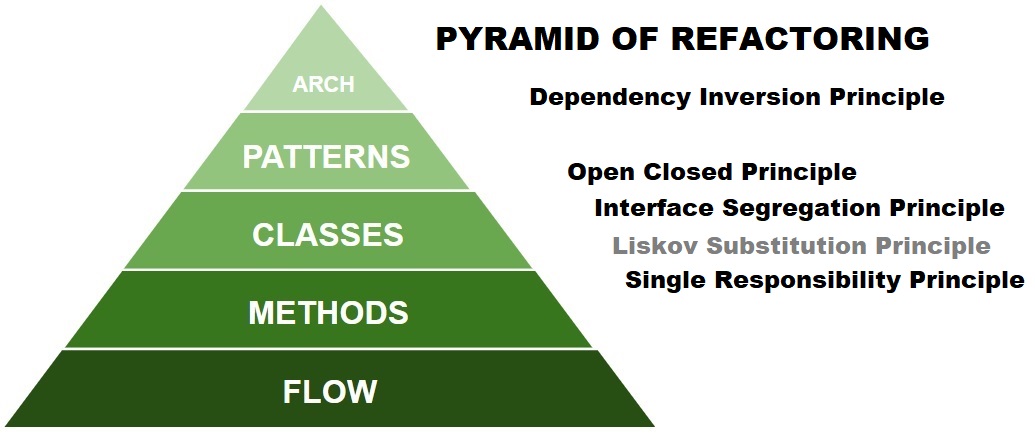 PYRAMID OF REFACTORING
ARCH
Dependency Inversion Principle
PATTERNS
Open Closed Principle
Interface Segregation Principle
CLASSES
Liskov Substitution Principle
Single Responsibility Principle
METHODS
FLOW